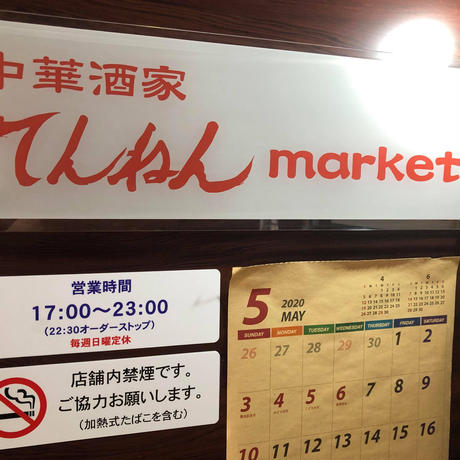 中華酒家
てんねん market
営業時間
17:00～23:00
(22:30オーダーストップ)
毎週日曜定休
店舗内禁煙です。
ご協力お願いします。
(加熱式たばこを含む)
5 2020 MAY
4 6
SUNDAY MONDAY TUESDAY WEDNESDAY THURSDAY FRIDAY SATURDAY
26 27 28 29 30 1 2
3 4 5 6 7 8 9
10 11 12 13 14 15 16